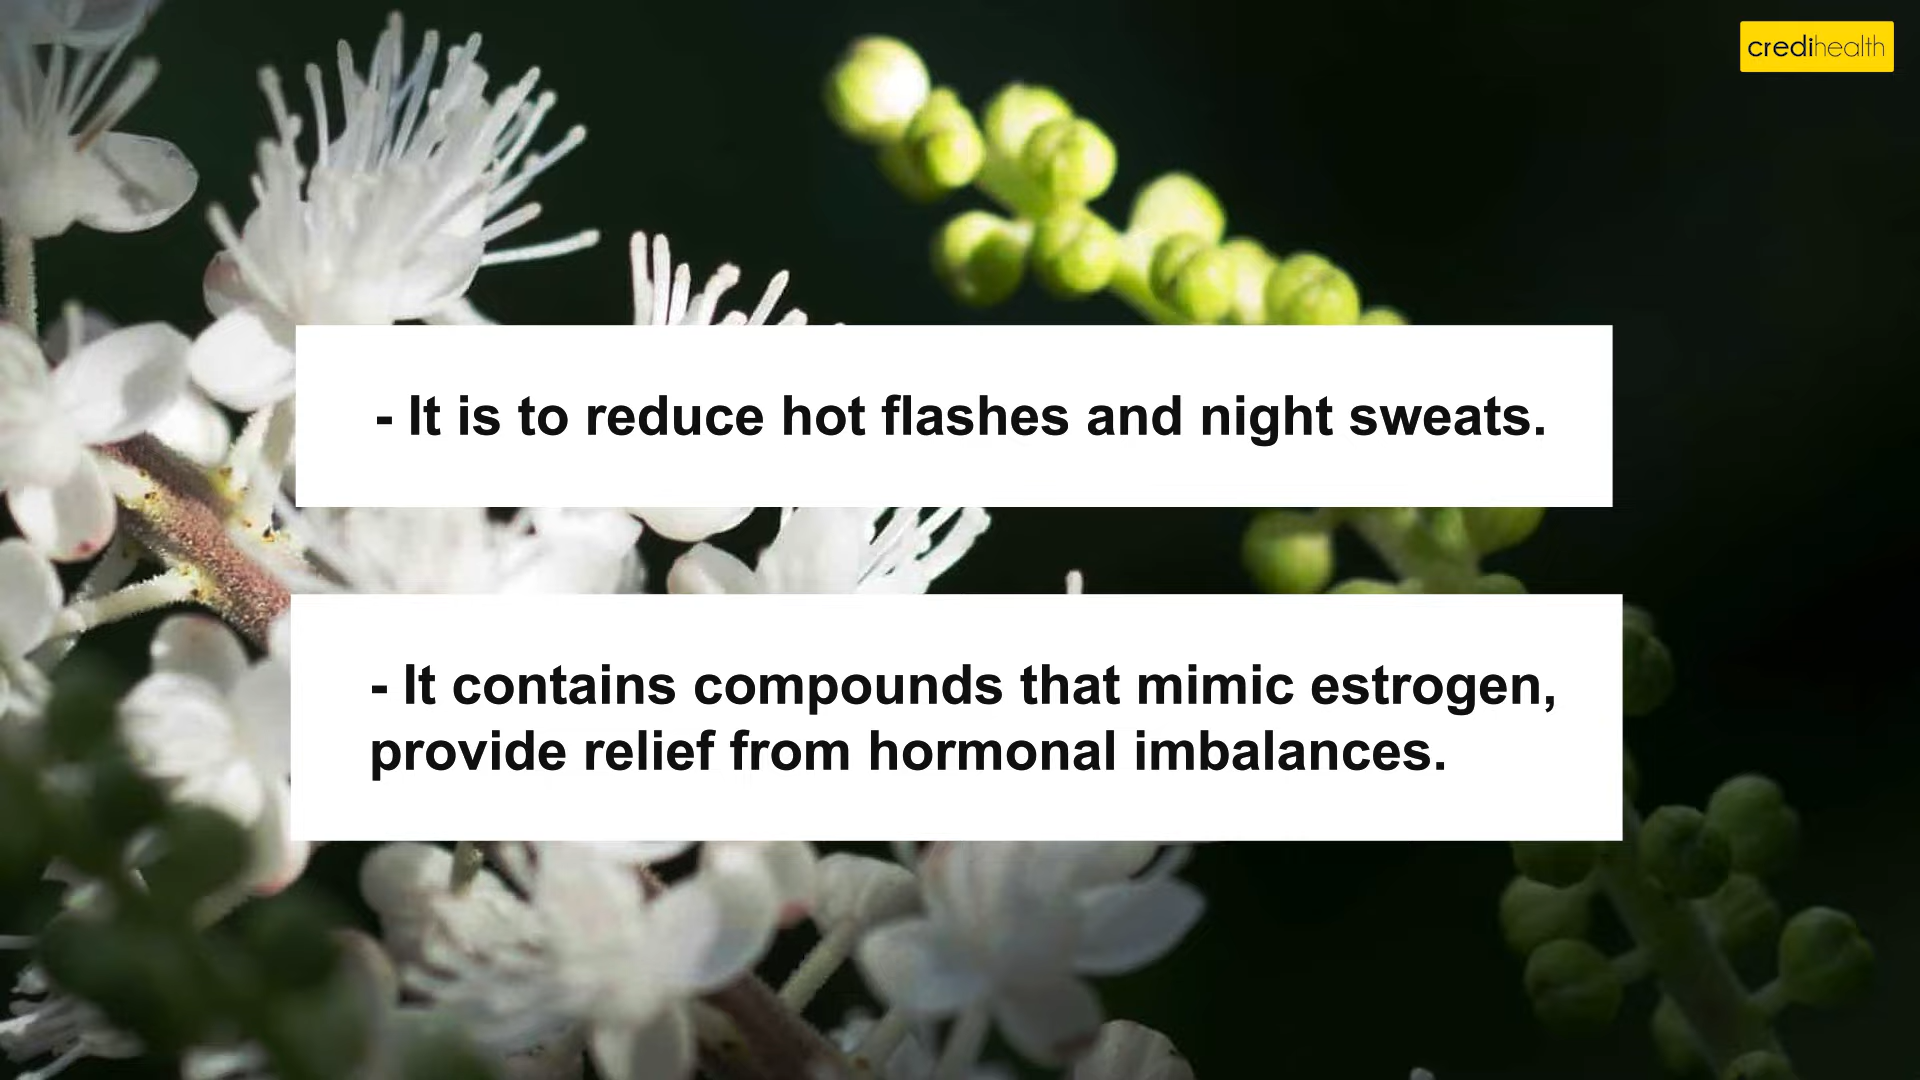 credihealth
- It is to reduce hot flashes and night sweats.
- It contains compounds that mimic estrogen,
provide relief from hormonal imbalances.